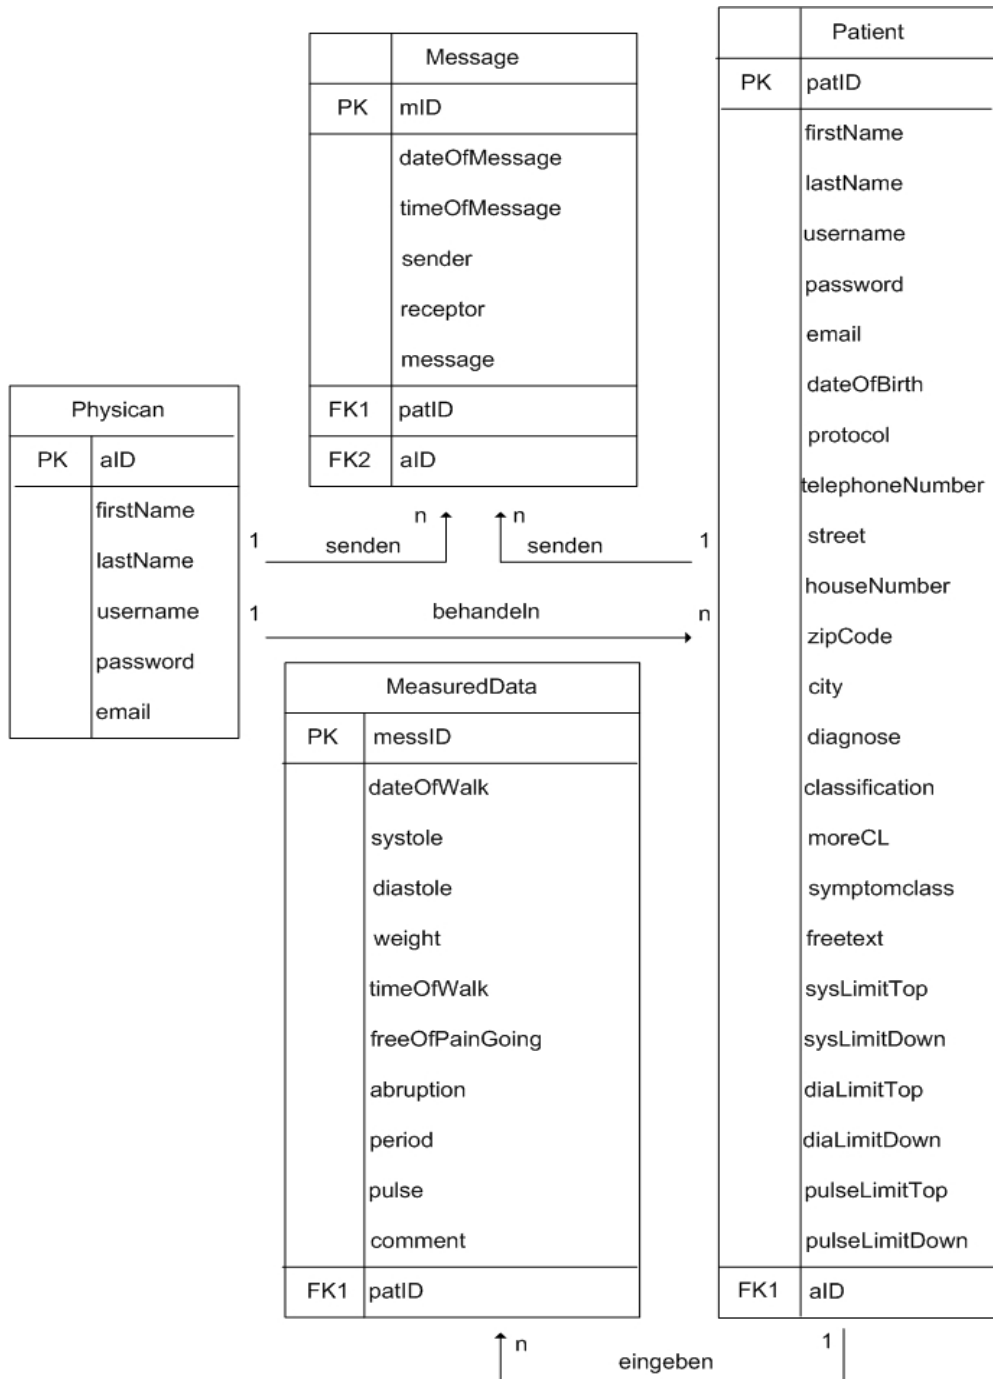 Message
PK mID
dateOfMessage
timeOfMessage
sender
receptor
message
FK1 patID
FK2 aID
Patient
PK patID
firstName
lastName
username
password
email
dateOfBirth
protocol
telephoneNumber
street
houseNumber
zipCode
city
diagnose
classification
moreCL
symptomclass
freetext
sysLimitTop
sysLimitDown
diaLimitTop
diaLimitDown
pulseLimitTop
pulseLimitDown
FK1 aID
Physican
PK aID
firstName
lastName
username
password
email
n n
1 senden senden 1
1 behandeln n
MeasuredData
PK messID
dateOfWalk
systole
diastole
weight
timeOfWalk
freeOfPainGoing
abruption
period
pulse
comment
FK1 patID
n 1
eingeben